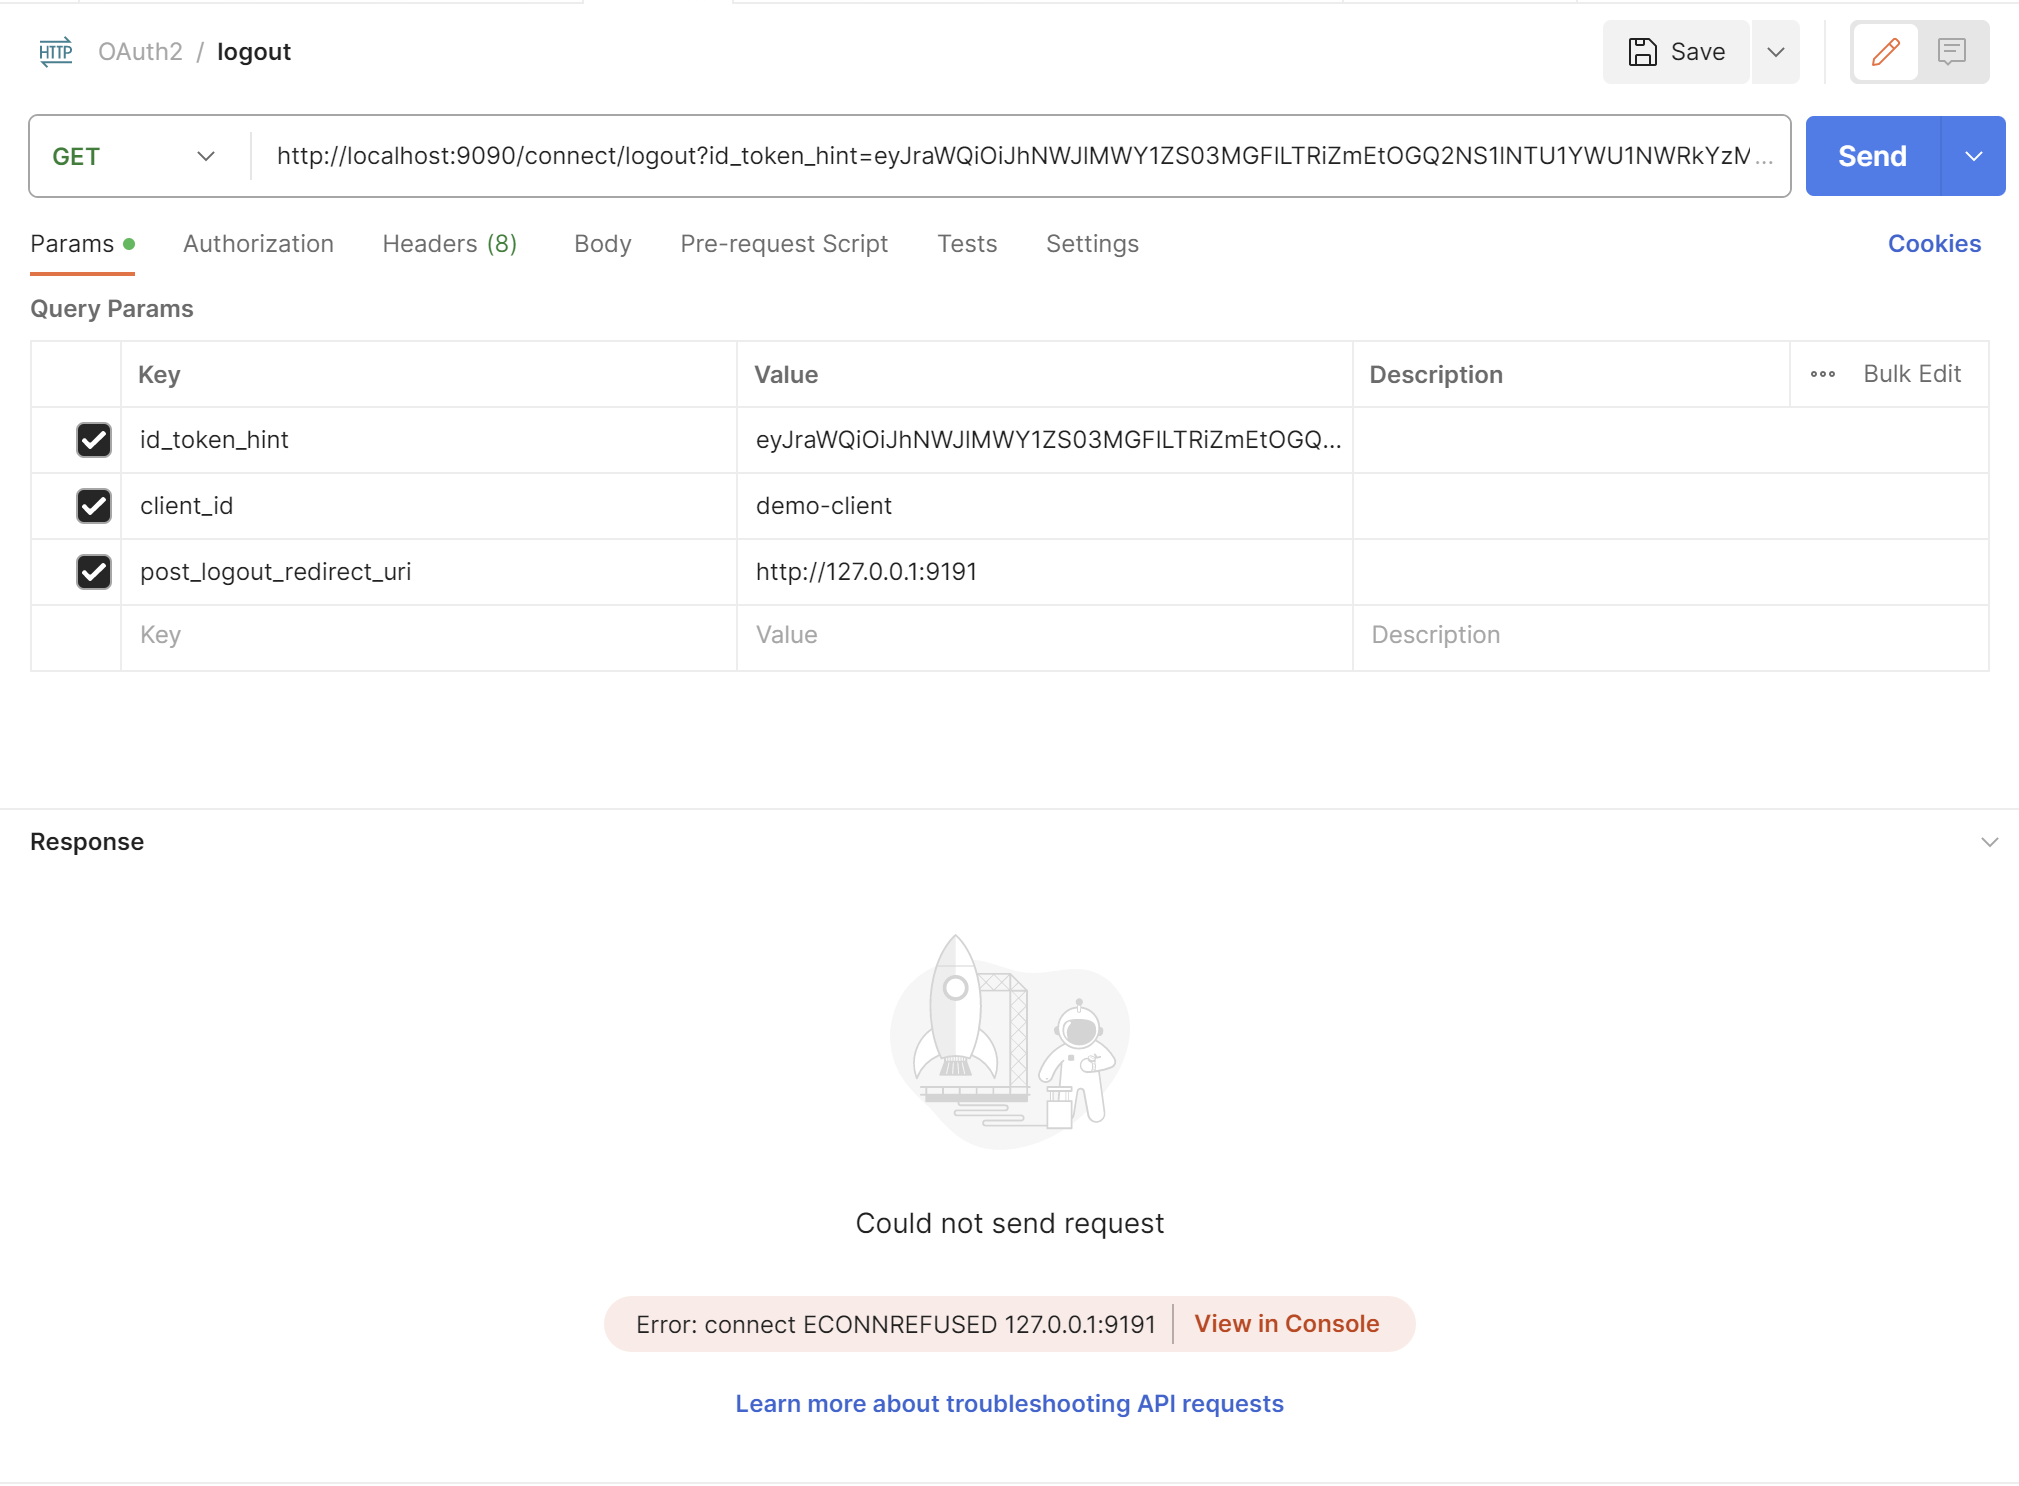 HTTP OAuth2 / logout Save
GET http://localhost:9090/connect/logout?id_token_hint=eyJraWQiOiJhNWJlMWY1ZS03MGFlLTRiZmEtOGQ2NS1lNTU1YWU1NWRkYzM... Send
Params Authorization Headers (8) Body Pre-request Script Tests Settings Cookies
Query Params
Key Value Description ooo Bulk Edit
id_token_hint eyJraWQiOiJhNWJlMWY1ZS03MGFlLTRiZmEtOGQ...
client_id demo-client
post_logout_redirect_uri http://127.0.0.1:9191
Key Value Description
Response
Could not send request
Error: connect ECONNREFUSED 127.0.0.1:9191 View in Console
Learn more about troubleshooting API requests